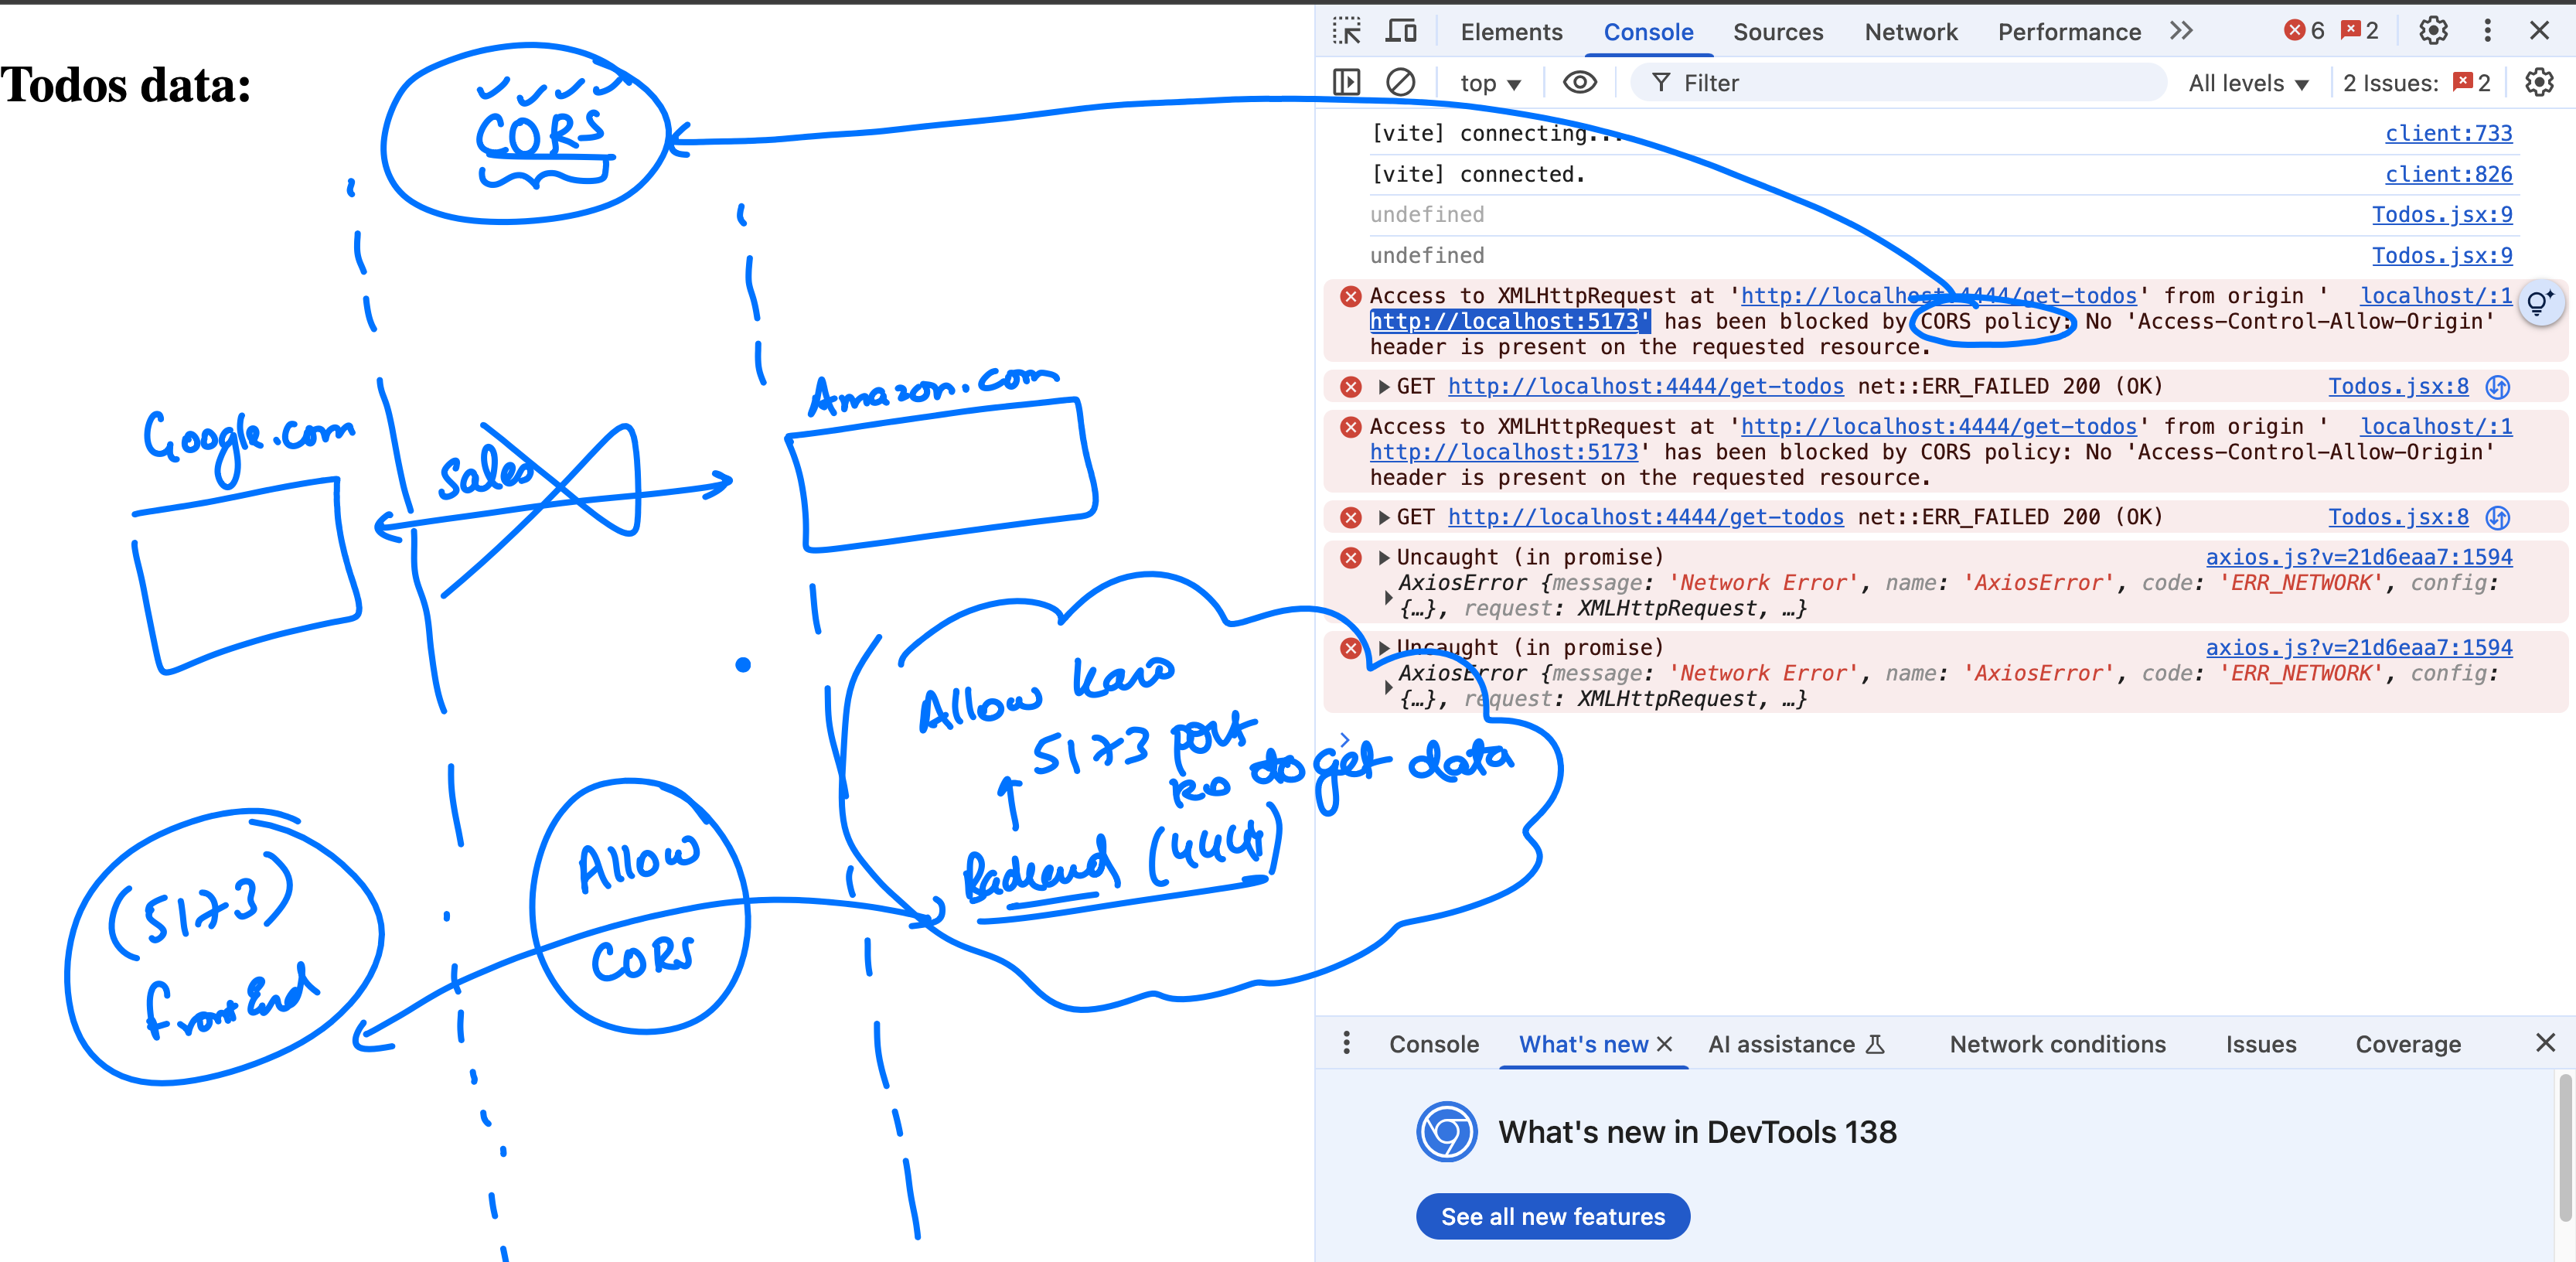 Todos data:
CORS
Google.com
Sales
Amazon.com
Allow karo
5173 port
ko to get data
Backend (4444)
Allow
CORS
(5173)
frontEnd
Elements Console Sources Network Performance 6 2
top Filter All levels 2 Issues: 2
[vite] connecting... client:733
[vite] connected. client:826
undefined Todos.jsx:9
undefined Todos.jsx:9
Access to XMLHttpRequest at 'http://localhost:4444/get-todos' from origin ' localhost/:1
http://localhost:5173' has been blocked by CORS policy: No 'Access-Control-Allow-Origin'
header is present on the requested resource.
GET http://localhost:4444/get-todos net::ERR_FAILED 200 (OK) Todos.jsx:8
Access to XMLHttpRequest at 'http://localhost:4444/get-todos' from origin ' localhost/:1
http://localhost:5173' has been blocked by CORS policy: No 'Access-Control-Allow-Origin'
header is present on the requested resource.
GET http://localhost:4444/get-todos net::ERR_FAILED 200 (OK) Todos.jsx:8
Uncaught (in promise) axios.js?v=21d6eaa7:1594
AxiosError {message: 'Network Error', name: 'AxiosError', code: 'ERR_NETWORK', config:
{…}, request: XMLHttpRequest, …}
Uncaught (in promise) axios.js?v=21d6eaa7:1594
AxiosError {message: 'Network Error', name: 'AxiosError', code: 'ERR_NETWORK', config:
{…}, request: XMLHttpRequest, …}
Console What's new AI assistance Network conditions Issues Coverage
What's new in DevTools 138
See all new features